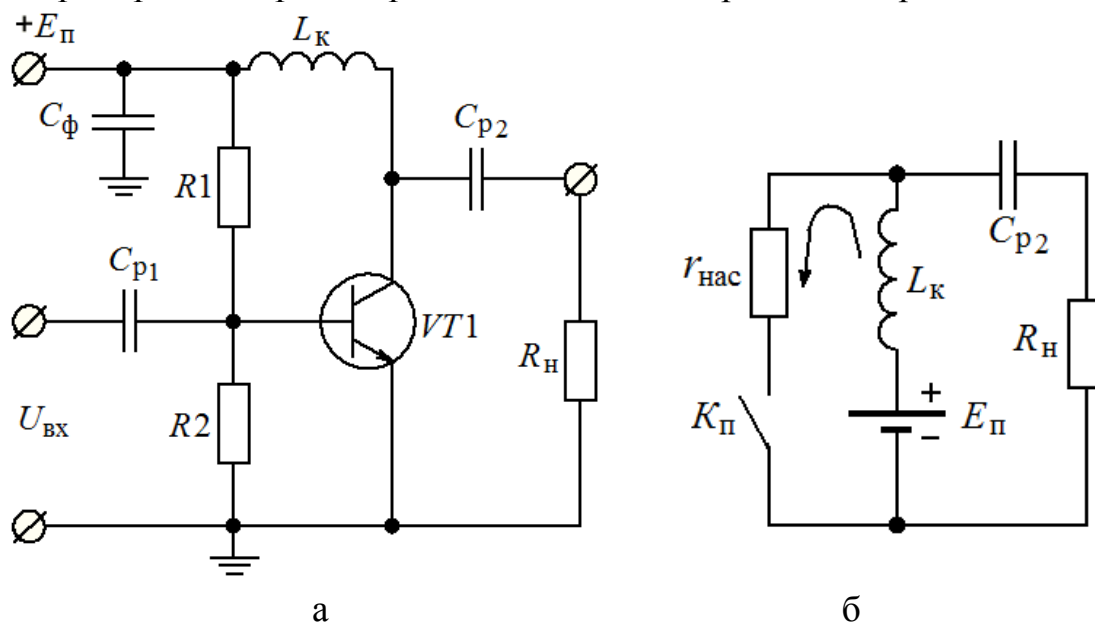 +Eп
Lк
Cф
Cр2
R1
Cр1
VT1
Rн
Uвх
R2
а
Cр2
rнас
Lк
Rн
Kп
+
Eп
−
б